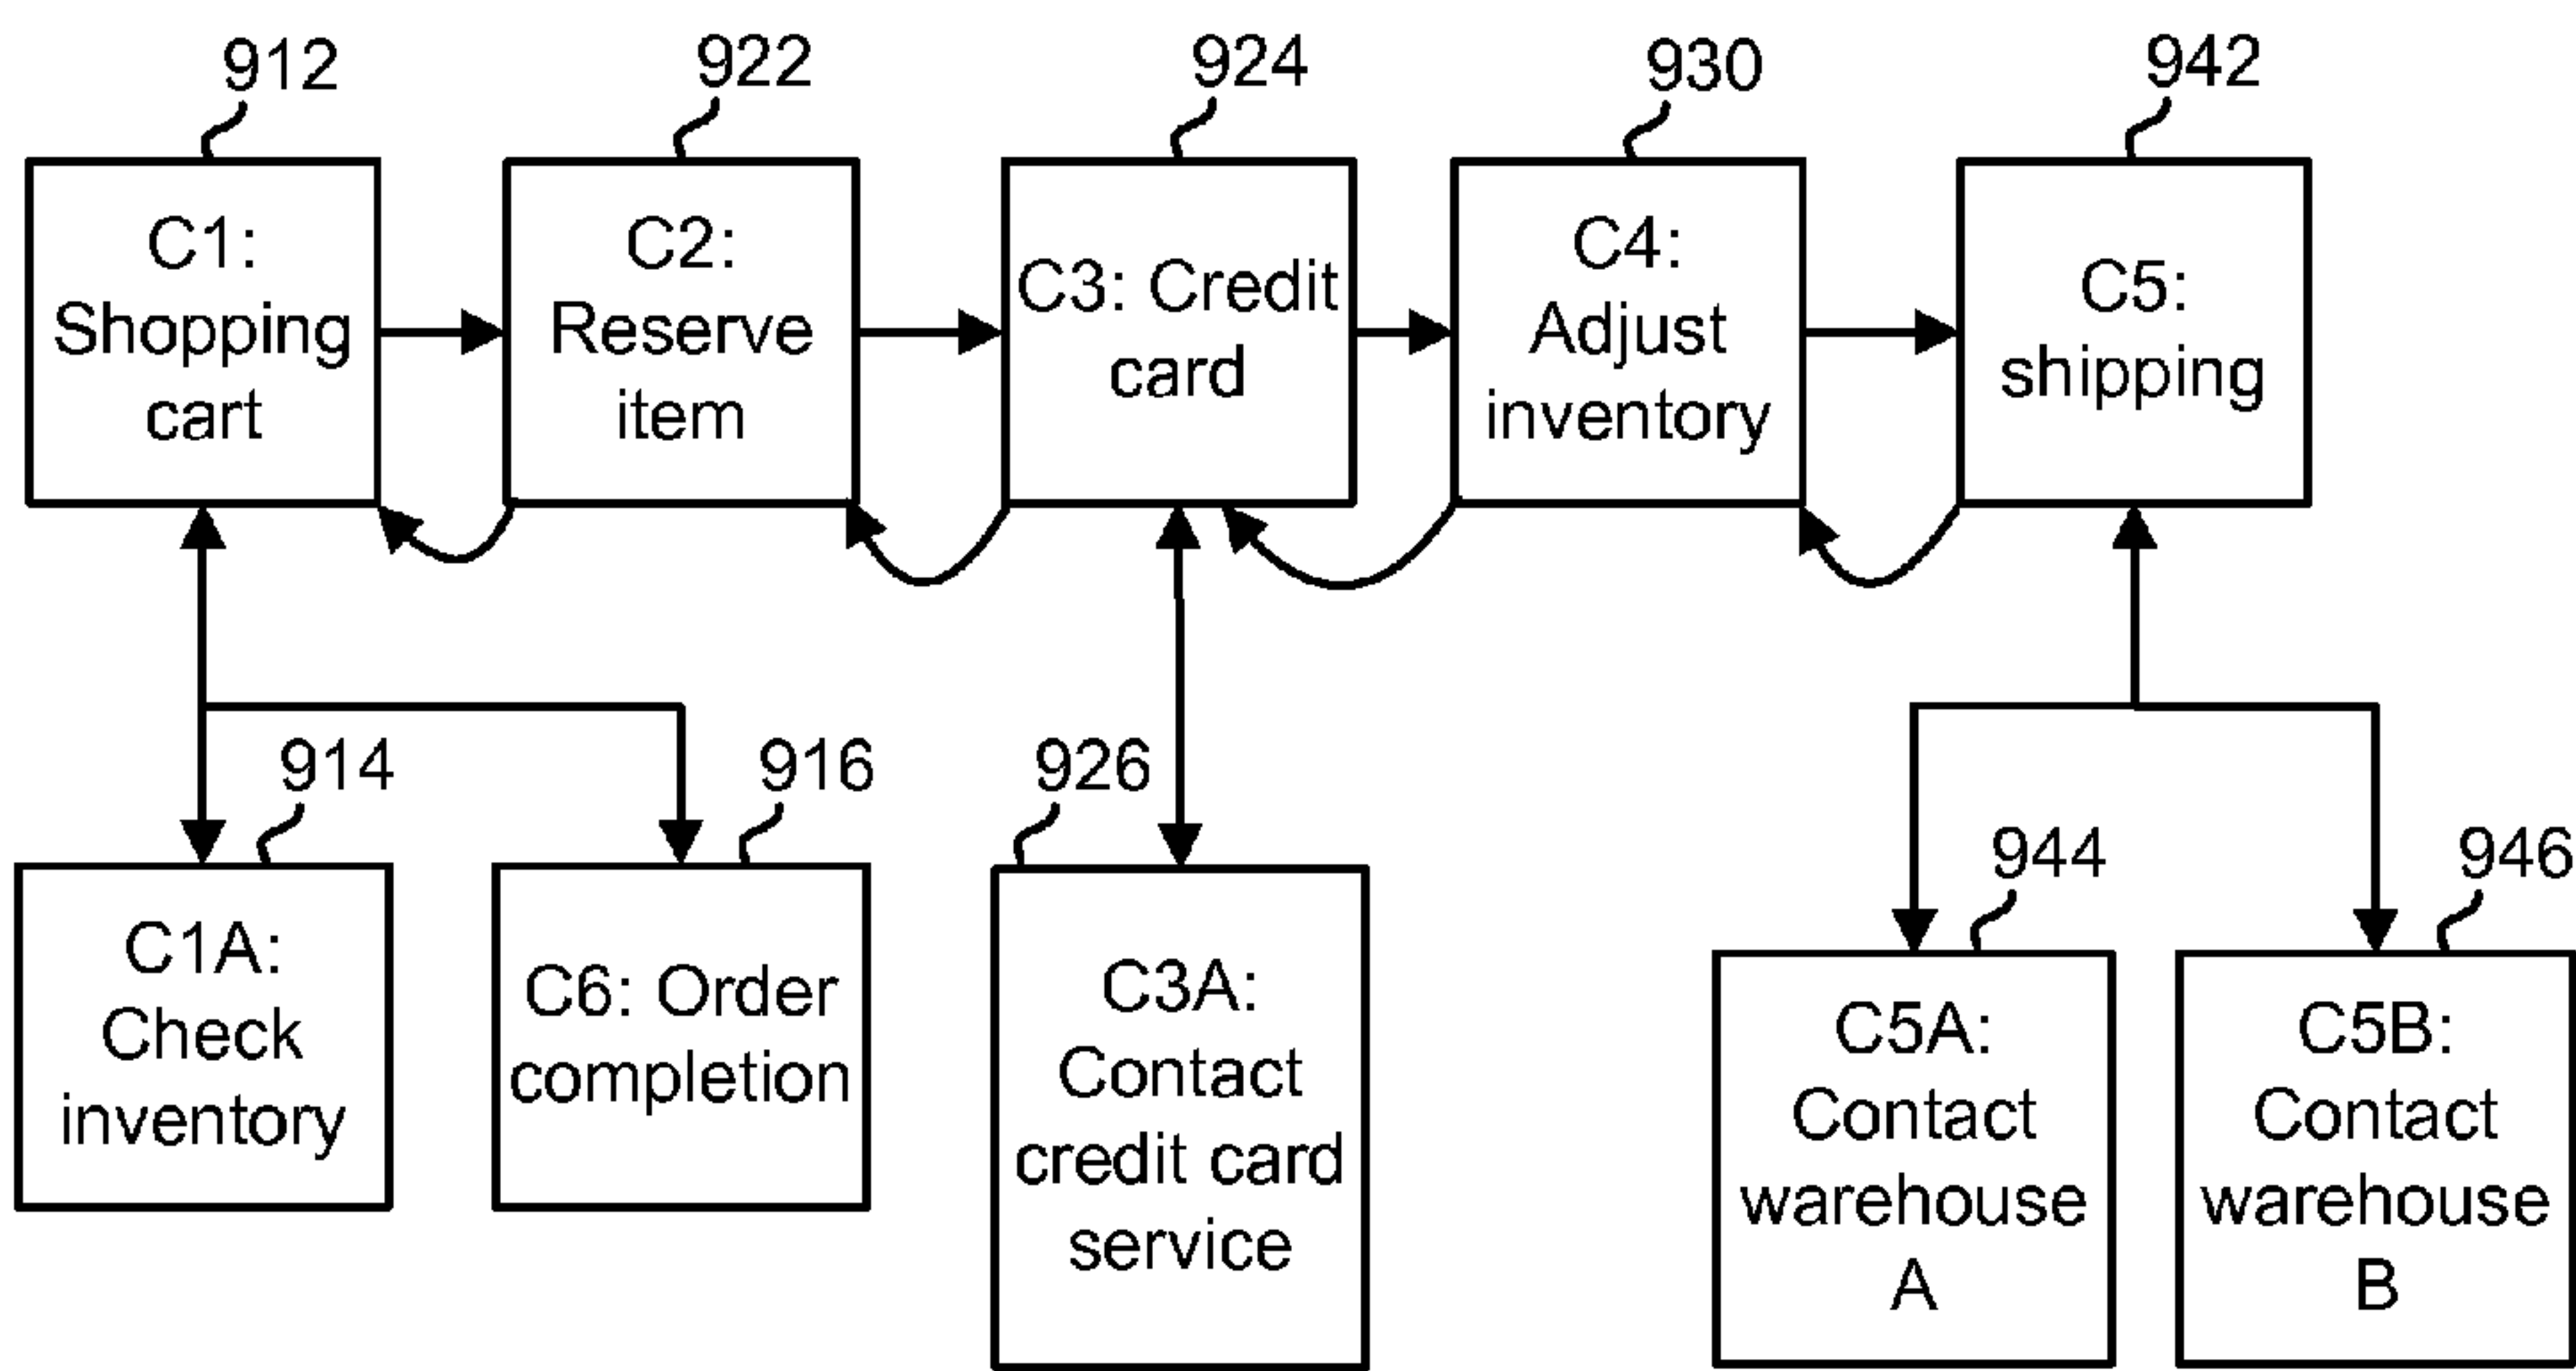 912
922
924
930
942
C1:
Shopping
cart
C2:
Reserve
item
C3: Credit
card
C4:
Adjust
inventory
C5:
shipping
914
916
926
944
946
C1A:
Check
inventory
C6: Order
completion
C3A:
Contact
credit card
service
C5A:
Contact
warehouse
A
C5B:
Contact
warehouse
B